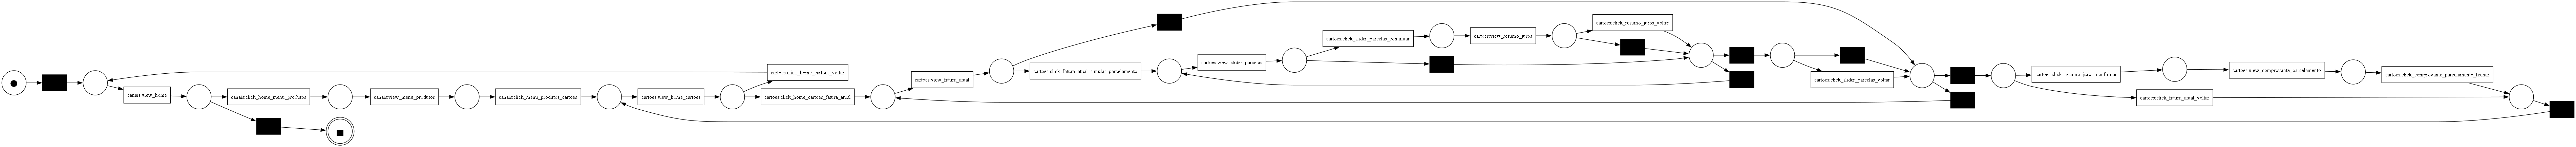 canais:view_home
canais:click_home_menu_produtos
canais:view_menu_produtos
canais:click_menu_produtos_cartoes
cartoes:view_home_cartoes
cartoes:click_home_cartoes_voltar
cartoes:click_home_cartoes_fatura_atual
cartoes:view_fatura_atual
cartoes:click_fatura_atual_simular_parcelamento
cartoes:view_slider_parcelas
cartoes:click_slider_parcelas_continuar
cartoes:view_resumo_juros
cartoes:click_resumo_juros_voltar
cartoes:click_slider_parcelas_voltar
cartoes:click_resumo_juros_confirmar
cartoes:click_fatura_atual_voltar
cartoes:view_comprovante_parcelamento
cartoes:click_comprovante_parcelamento_fechar